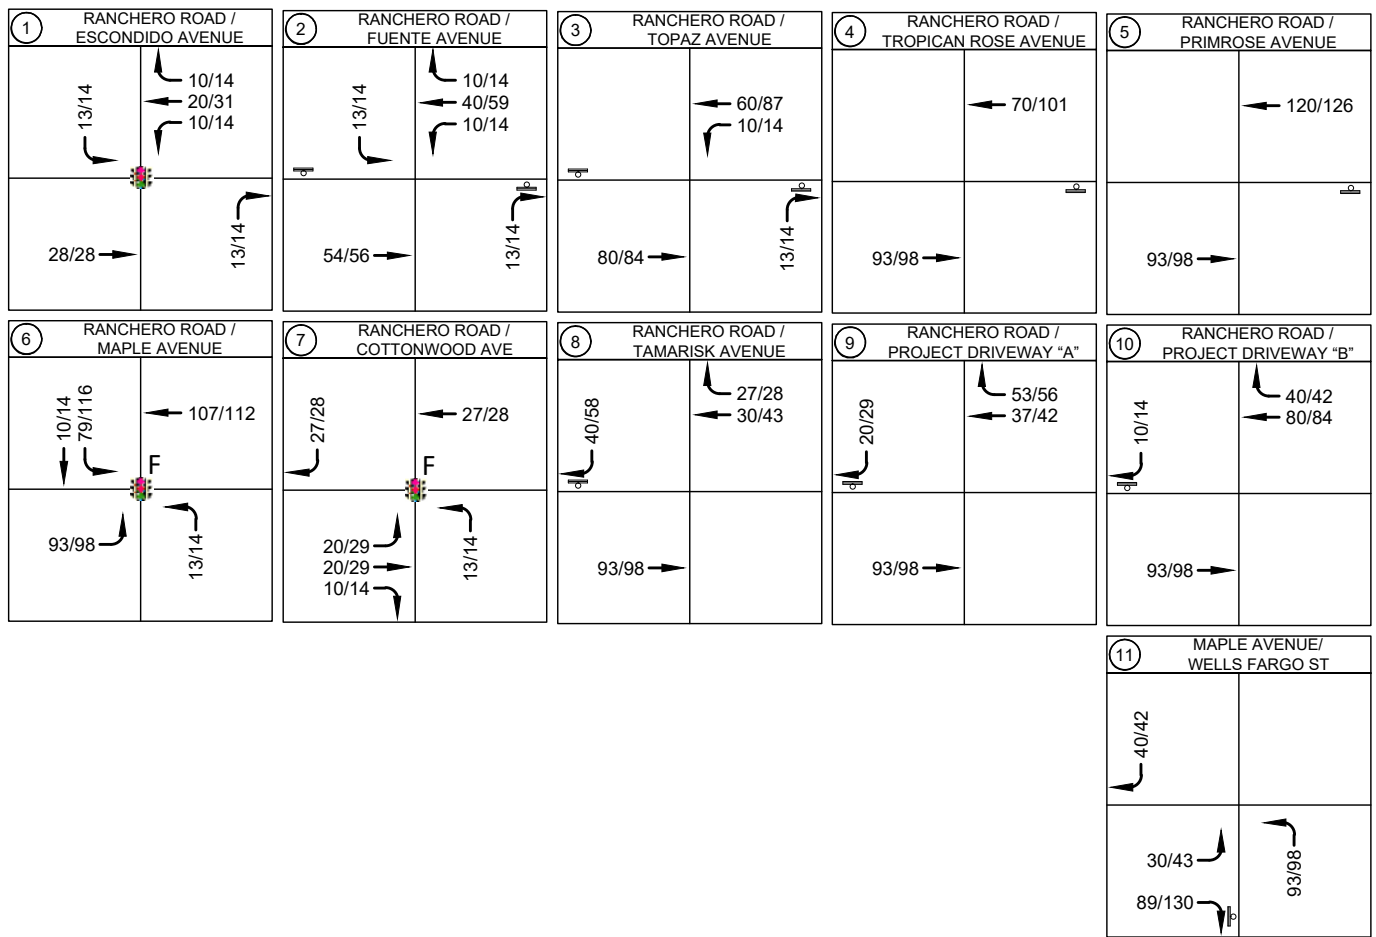 1
RANCHERO ROAD /
ESCONDIDO AVENUE
13/14
10/14
20/31
10/14
28/28
13/14
2
RANCHERO ROAD /
FUENTE AVENUE
13/14
10/14
40/59
10/14
54/56
13/14
3
RANCHERO ROAD /
TOPAZ AVENUE
60/87
10/14
80/84
13/14
4
RANCHERO ROAD /
TROPICAN ROSE AVENUE
70/101
93/98
5
RANCHERO ROAD /
PRIMROSE AVENUE
120/126
93/98
6
RANCHERO ROAD /
MAPLE AVENUE
10/14
79/116
107/112
F
93/98
13/14
7
RANCHERO ROAD /
COTTONWOOD AVE
27/28
27/28
F
20/29
20/29
10/14
13/14
8
RANCHERO ROAD /
TAMARISK AVENUE
40/58
27/28
30/43
93/98
9
RANCHERO ROAD /
PROJECT DRIVEWAY “A”
20/29
53/56
37/42
93/98
10
RANCHERO ROAD /
PROJECT DRIVEWAY “B”
10/14
40/42
80/84
93/98
11
MAPLE AVENUE/
WELLS FARGO ST
40/42
30/43
89/130
93/98